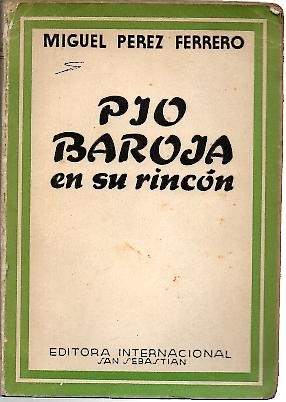 MIGUEL PEREZ FERRERO
PIO
BAROJA
en su rincón
EDITORA INTERNACIONAL
SAN SEBASTIAN